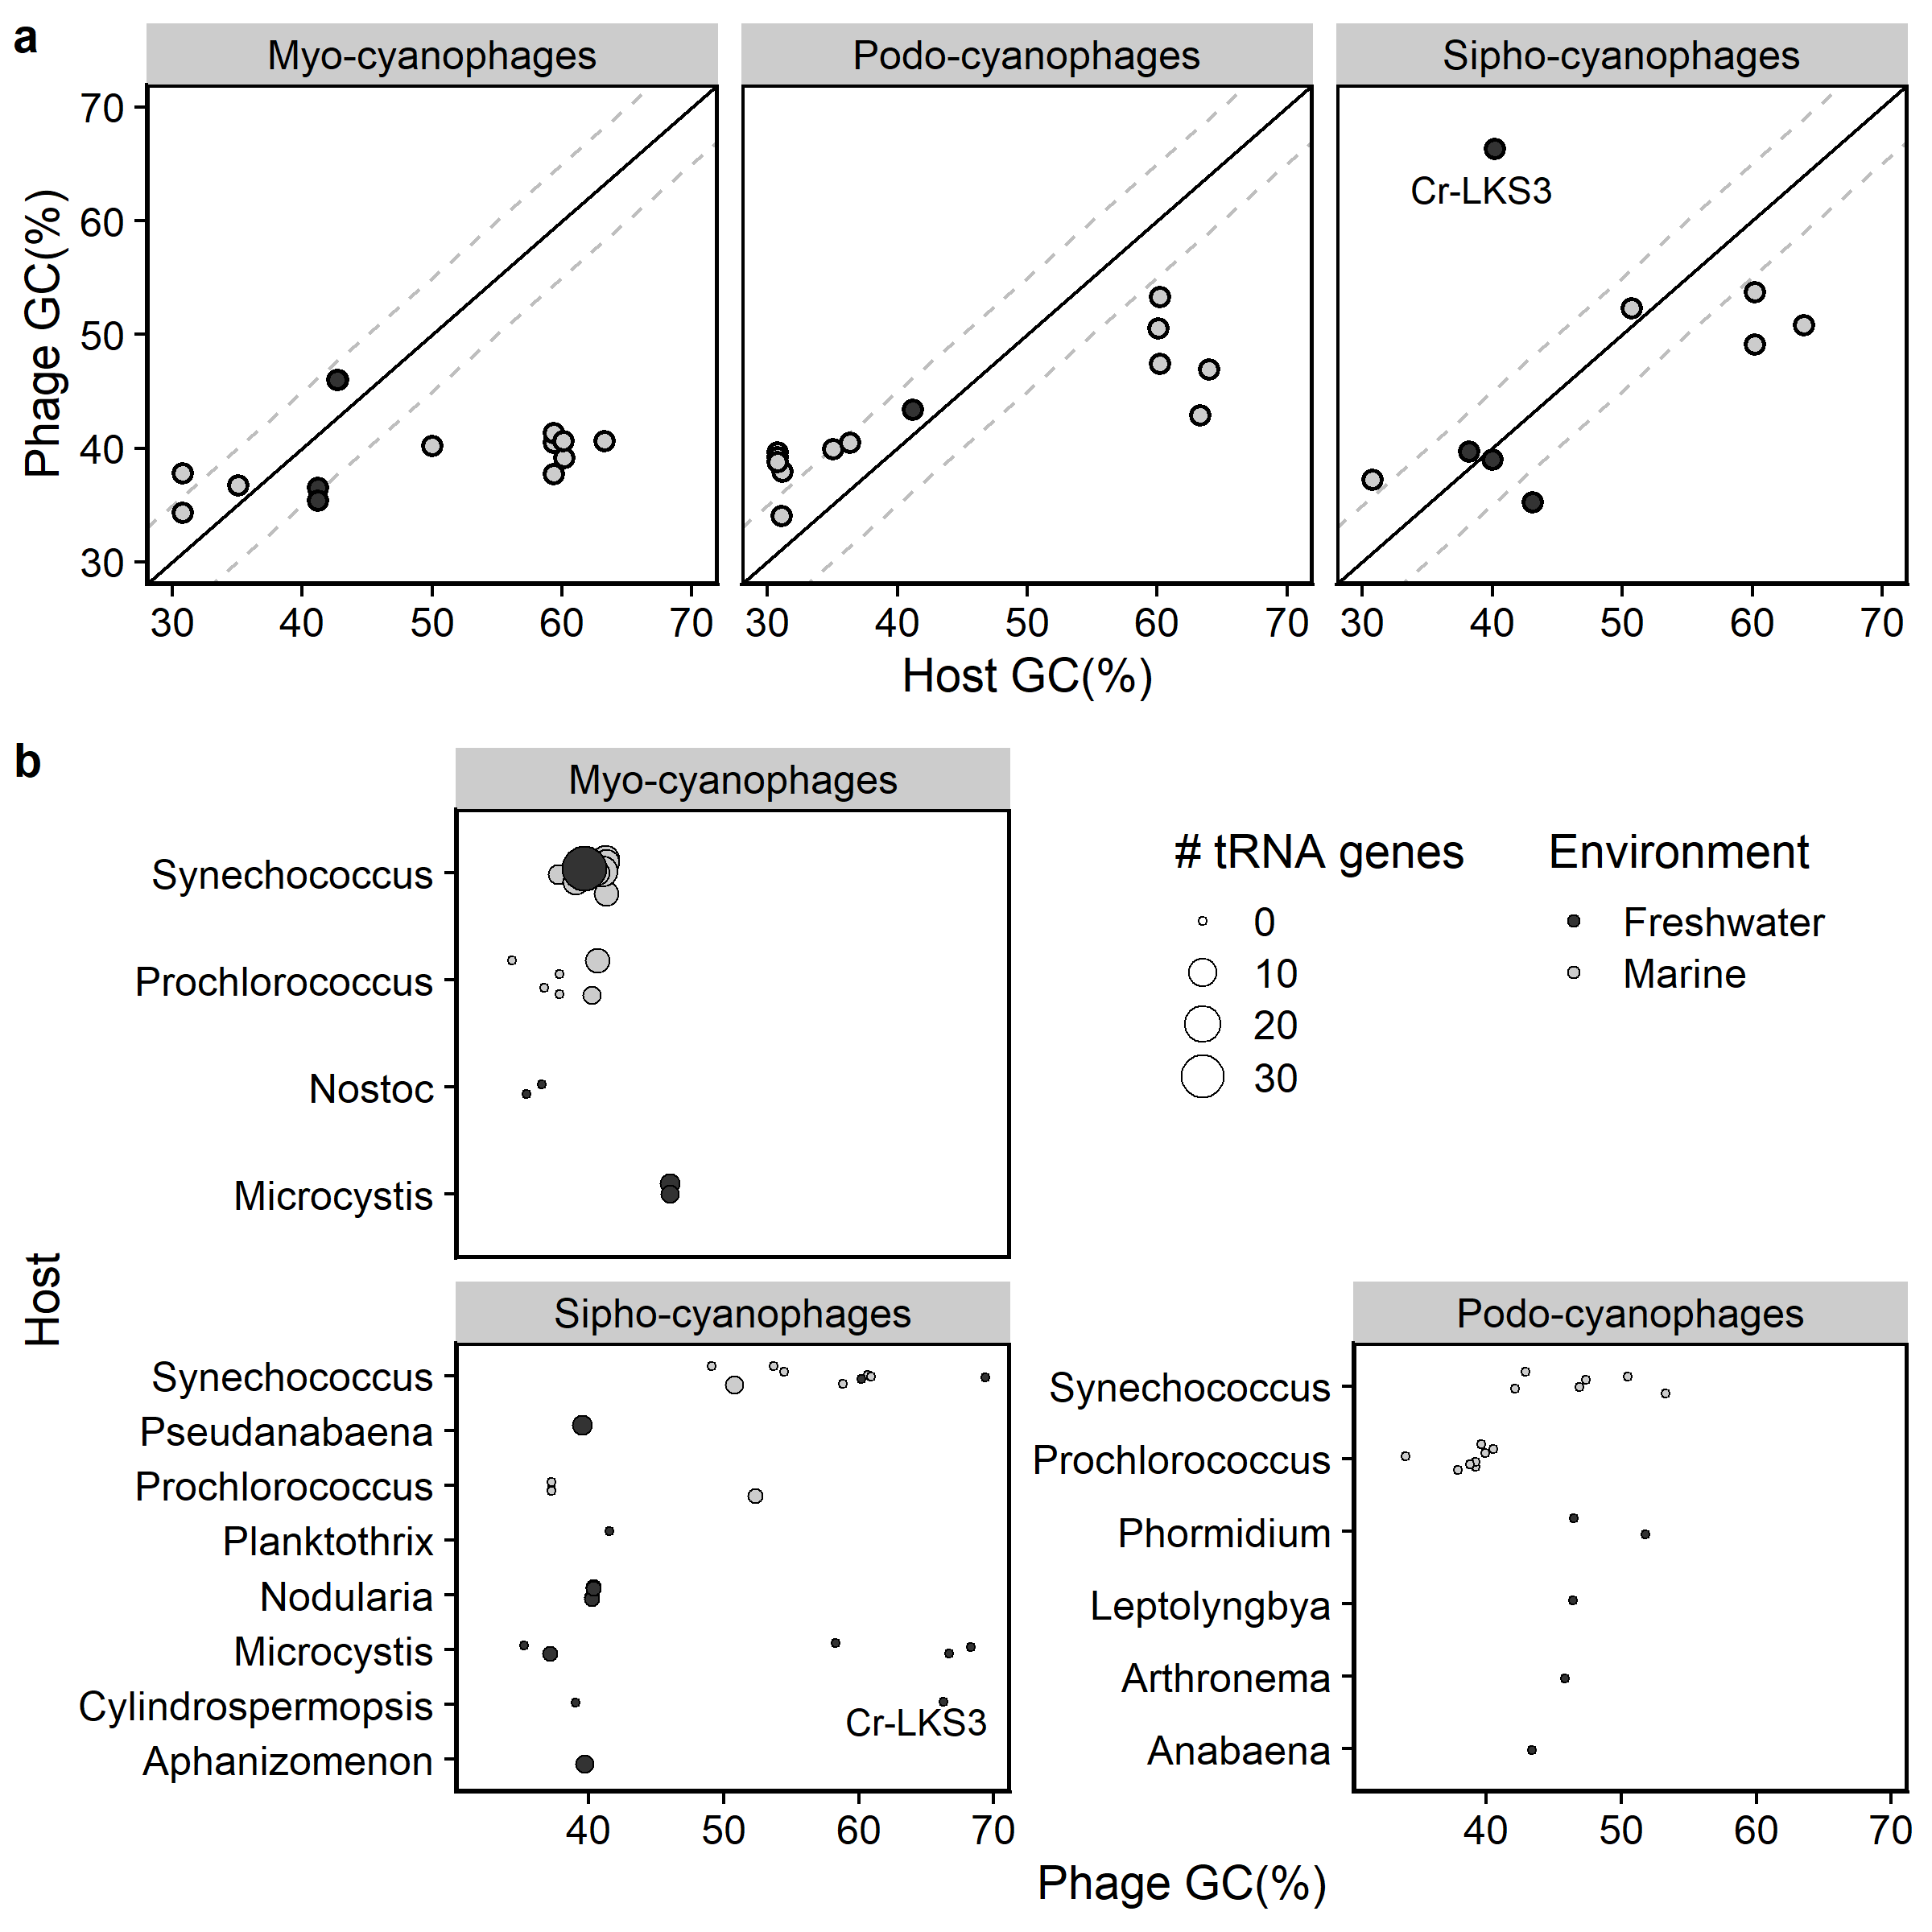 a
Myo-cyanophages Podo-cyanophages Sipho-cyanophages
70
60
50
40
30
Phage GC(%)
Cr-LKS3
30 40 50 60 70 30 40 50 60 70 30 40 50 60 70
Host GC(%)
b
Myo-cyanophages
Synechococcus
Prochlorococcus
Nostoc
Microcystis
# tRNA genes
0
10
20
30
Environment
Freshwater
Marine
Host
Sipho-cyanophages
Synechococcus
Pseudanabaena
Prochlorococcus
Planktothrix
Nodularia
Microcystis
Cylindrospermopsis
Aphanizomenon
Cr-LKS3
40 50 60 70
Podo-cyanophages
Synechococcus
Prochlorococcus
Phormidium
Leptolyngbya
Arthronema
Anabaena
40 50 60 70
Phage GC(%)